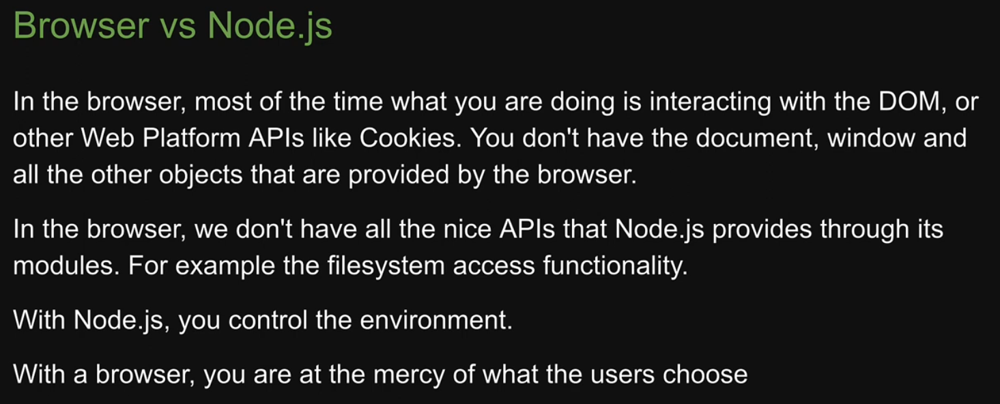 Browser vs Node.js
In the browser, most of the time what you are doing is interacting with the DOM, or
other Web Platform APIs like Cookies. You don't have the document, window and
all the other objects that are provided by the browser.
In the browser, we don't have all the nice APIs that Node.js provides through its
modules. For example the filesystem access functionality.
With Node.js, you control the environment.
With a browser, you are at the mercy of what the users choose